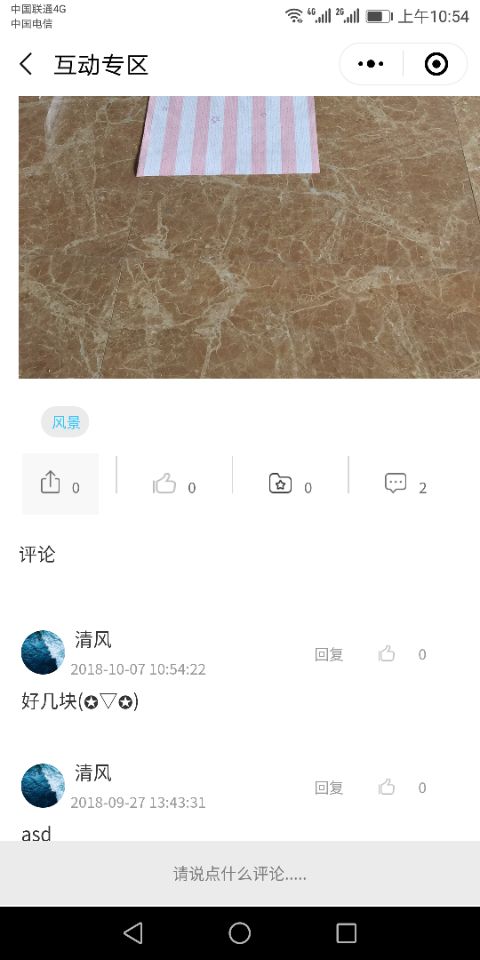 中国联通4G
中国电信
4G
2G
上午10:54
互动专区
风景
0
0
0
2
评论
清风
2018-10-07 10:54:22
回复
0
好几块(✪▽✪)
清风
2018-09-27 13:43:31
回复
0
asd
请说点什么评论.....